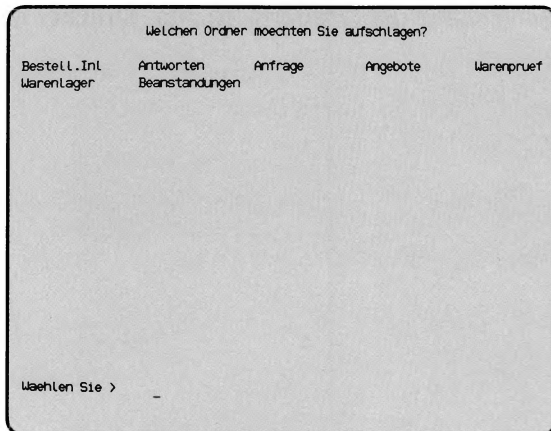 Welchen Ordner moechten Sie aufschlagen?
Bestell.Inl Antworten Anfrage Angebote Warenpruef
Warenlager Beanstandungen
Waehlen Sie > _